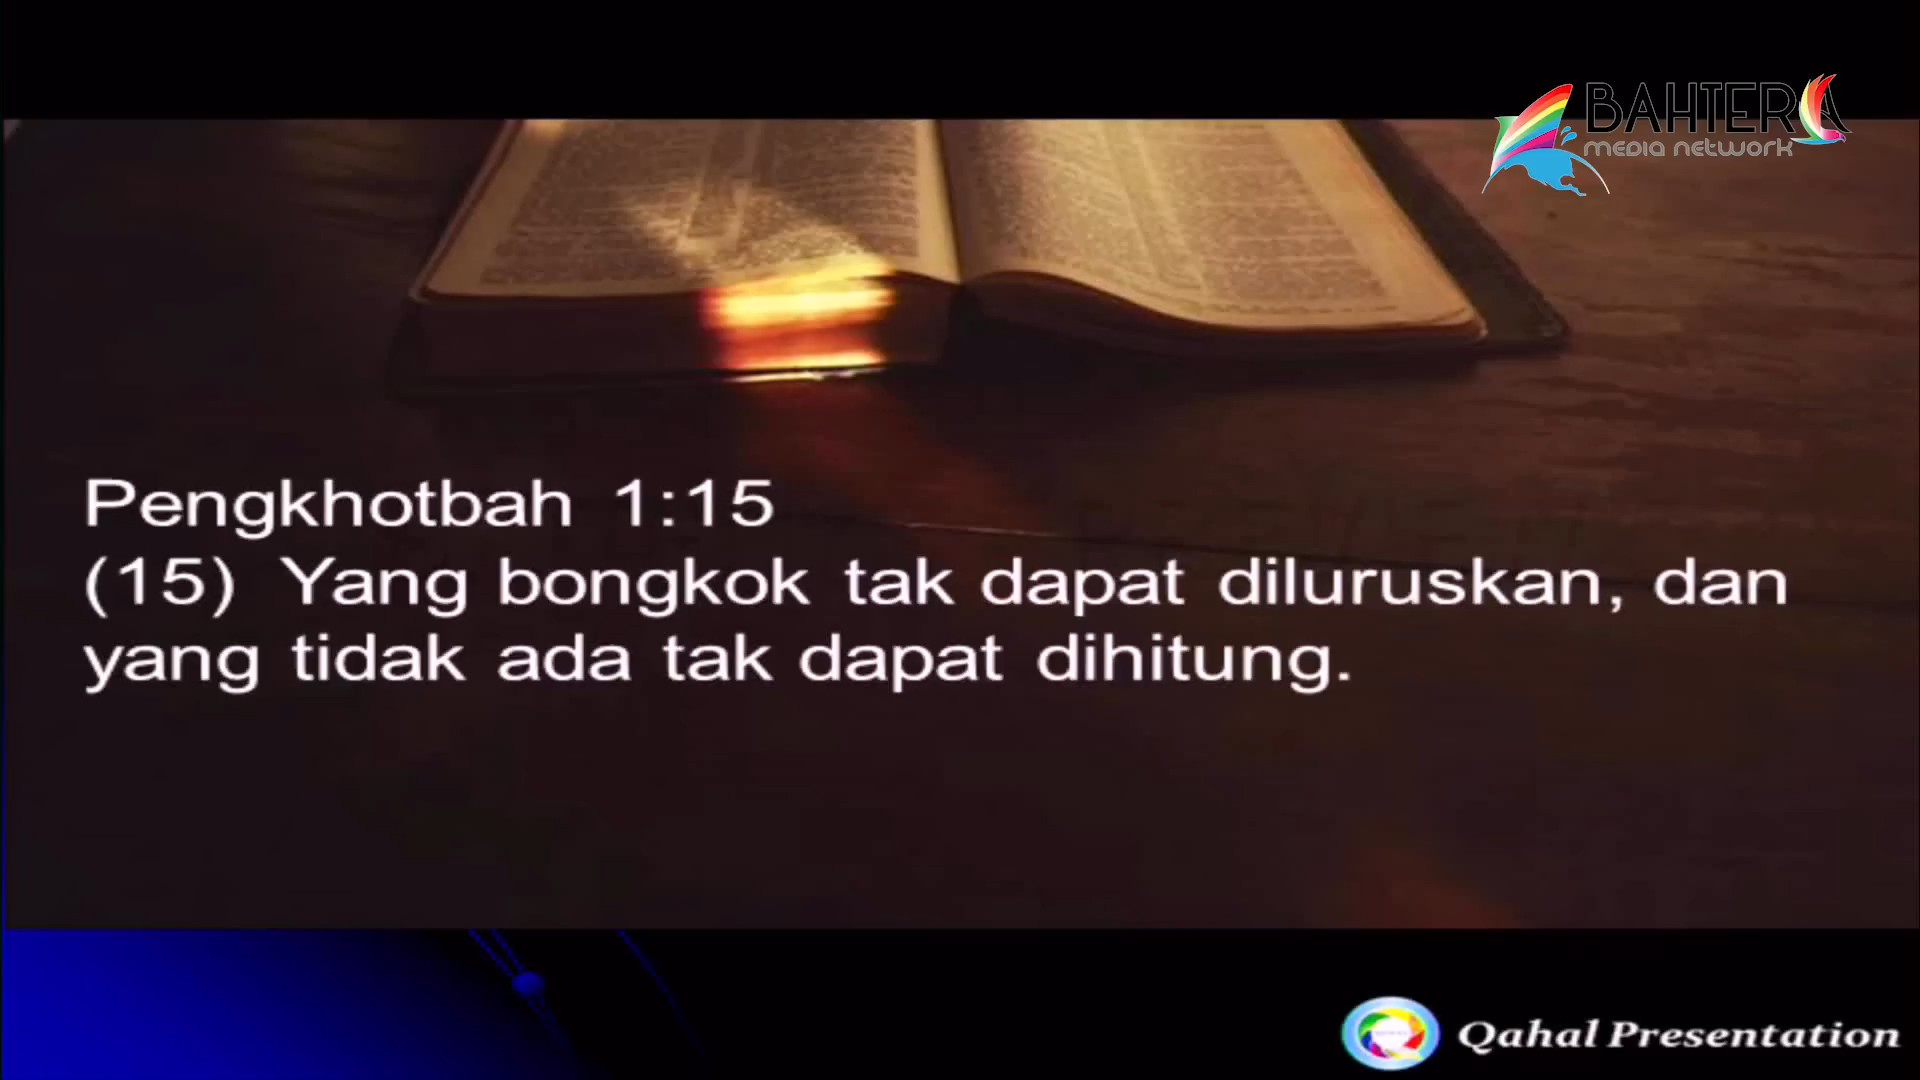 BAHTERA
MEDIA NETWORK
Pengkhotbah 1:15
(15) Yang bongkok tak dapat diluruskan, dan
yang tidak ada tak dapat dihitung.
Qahal Presentation